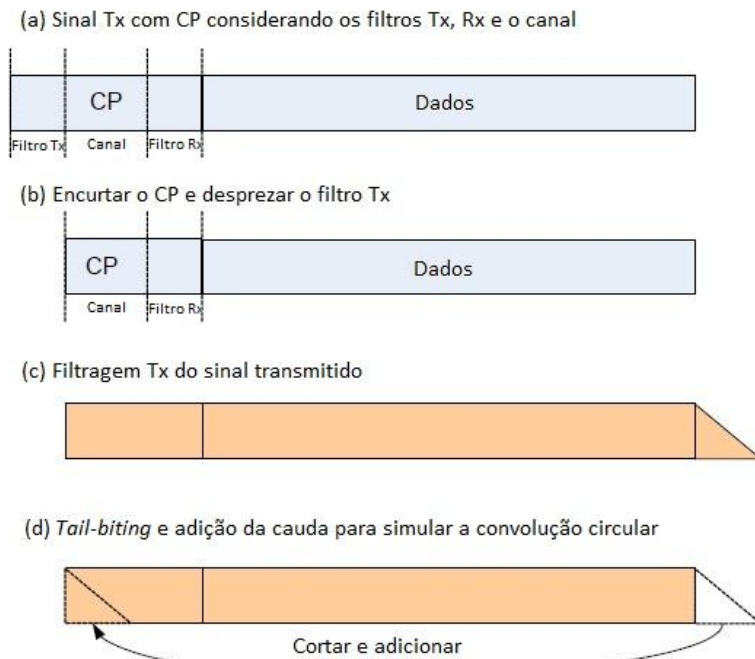 (a) Sinal Tx com CP considerando os filtros Tx, Rx e o canal
CP
Dados
Filtro Tx
Canal
Filtro Rx
(b) Encurtar o CP e desprezar o filtro Tx
CP
Dados
Canal
Filtro Rx
(c) Filtragem Tx do sinal transmitido
(d) Tail-biting e adição da cauda para simular a convolução circular
Cortar e adicionar